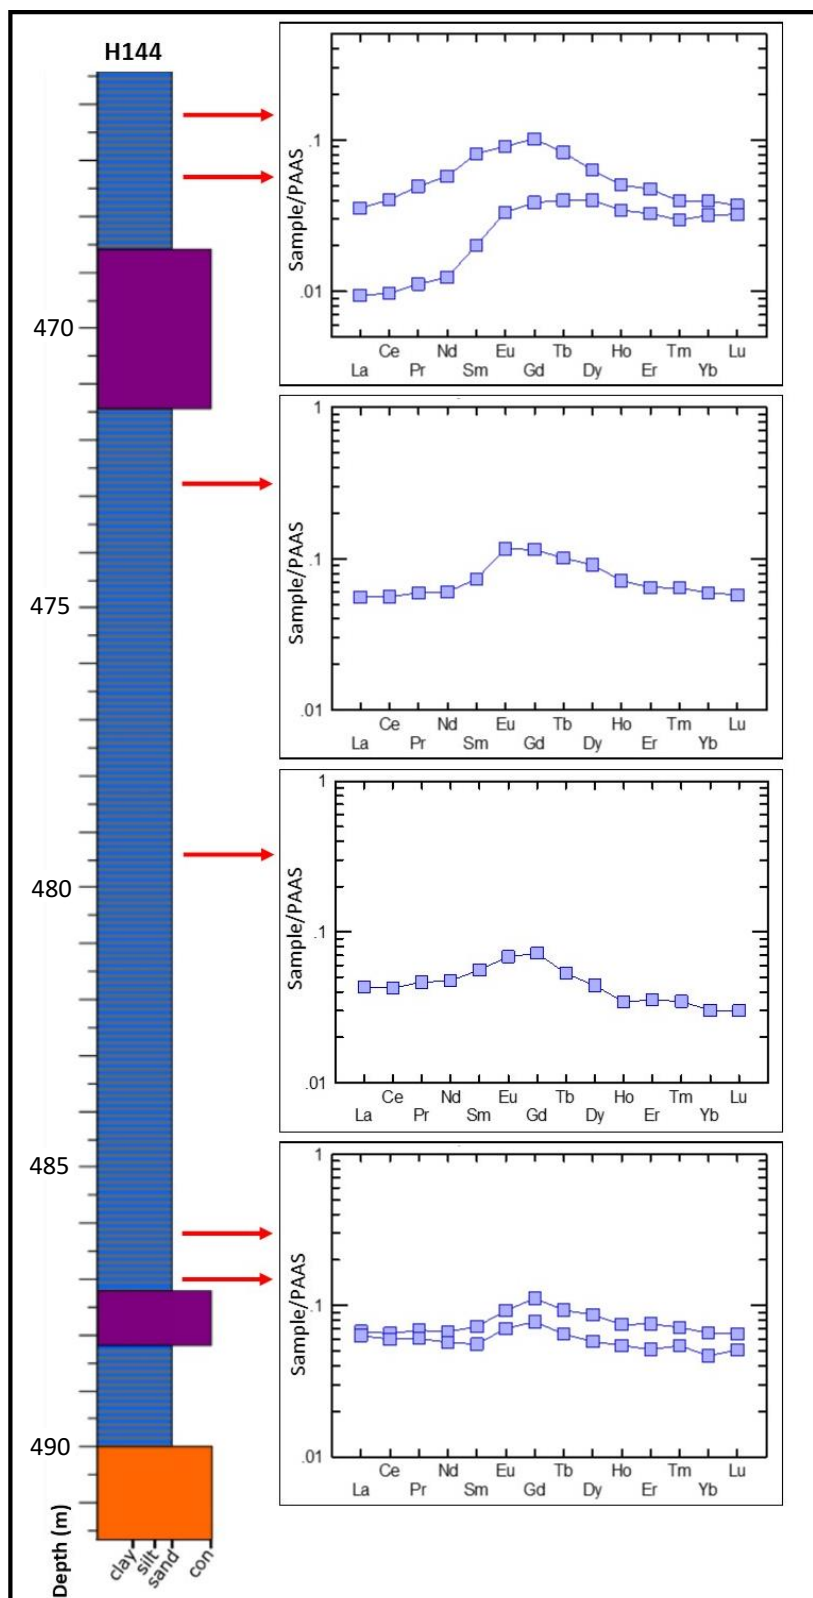 H144
470
475
480
485
490
Depth (m)
clay
silt
sand
con
Sample/PAAS
.1
.01
Ce Nd Eu Tb Ho Tm Lu
La Pr Sm Gd Dy Er Yb
Sample/PAAS
1
.1
.01
Ce Nd Eu Tb Ho Tm Lu
La Pr Sm Gd Dy Er Yb
Sample/PAAS
1
.1
.01
Ce Nd Eu Tb Ho Tm Lu
La Pr Sm Gd Dy Er Yb
Sample/PAAS
1
.1
.01
Ce Nd Eu Tb Ho Tm Lu
La Pr Sm Gd Dy Er Yb